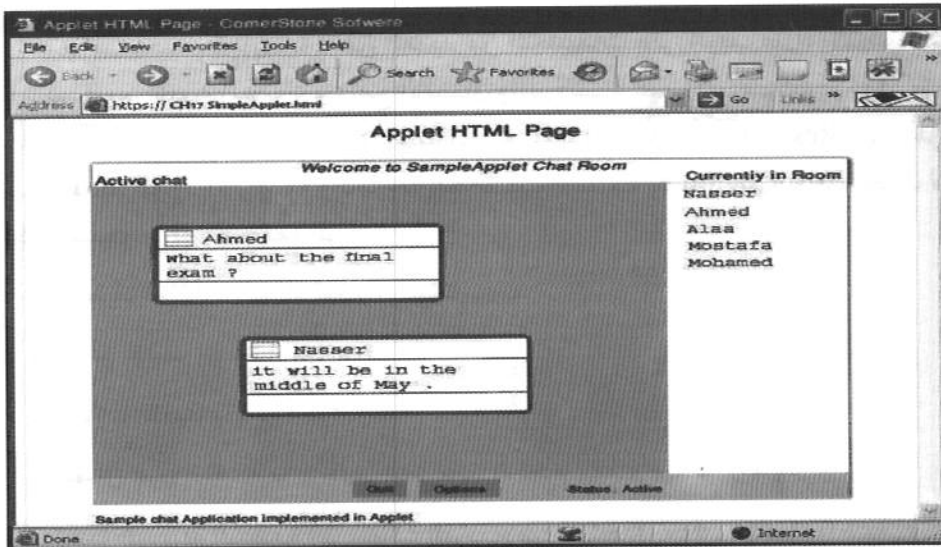 Applet HTML Page - CornerStone Sofweire
File Edit View Favorites Tools Help
Back Search Favorites
Address https:// CH17 SimpleApplet.html Go Links
Applet HTML Page
Welcome to SampleApplet Chat Room
Active chat
Currently in Room
Nasser
Ahmed
Alaa
Mostafa
Mohamed
Ahmed
what about the final
exam ?
Nasser
it will be in the
middle of May .
Quit Options Status : Active
Sample chat Application Implemented in Applet
Done Internet